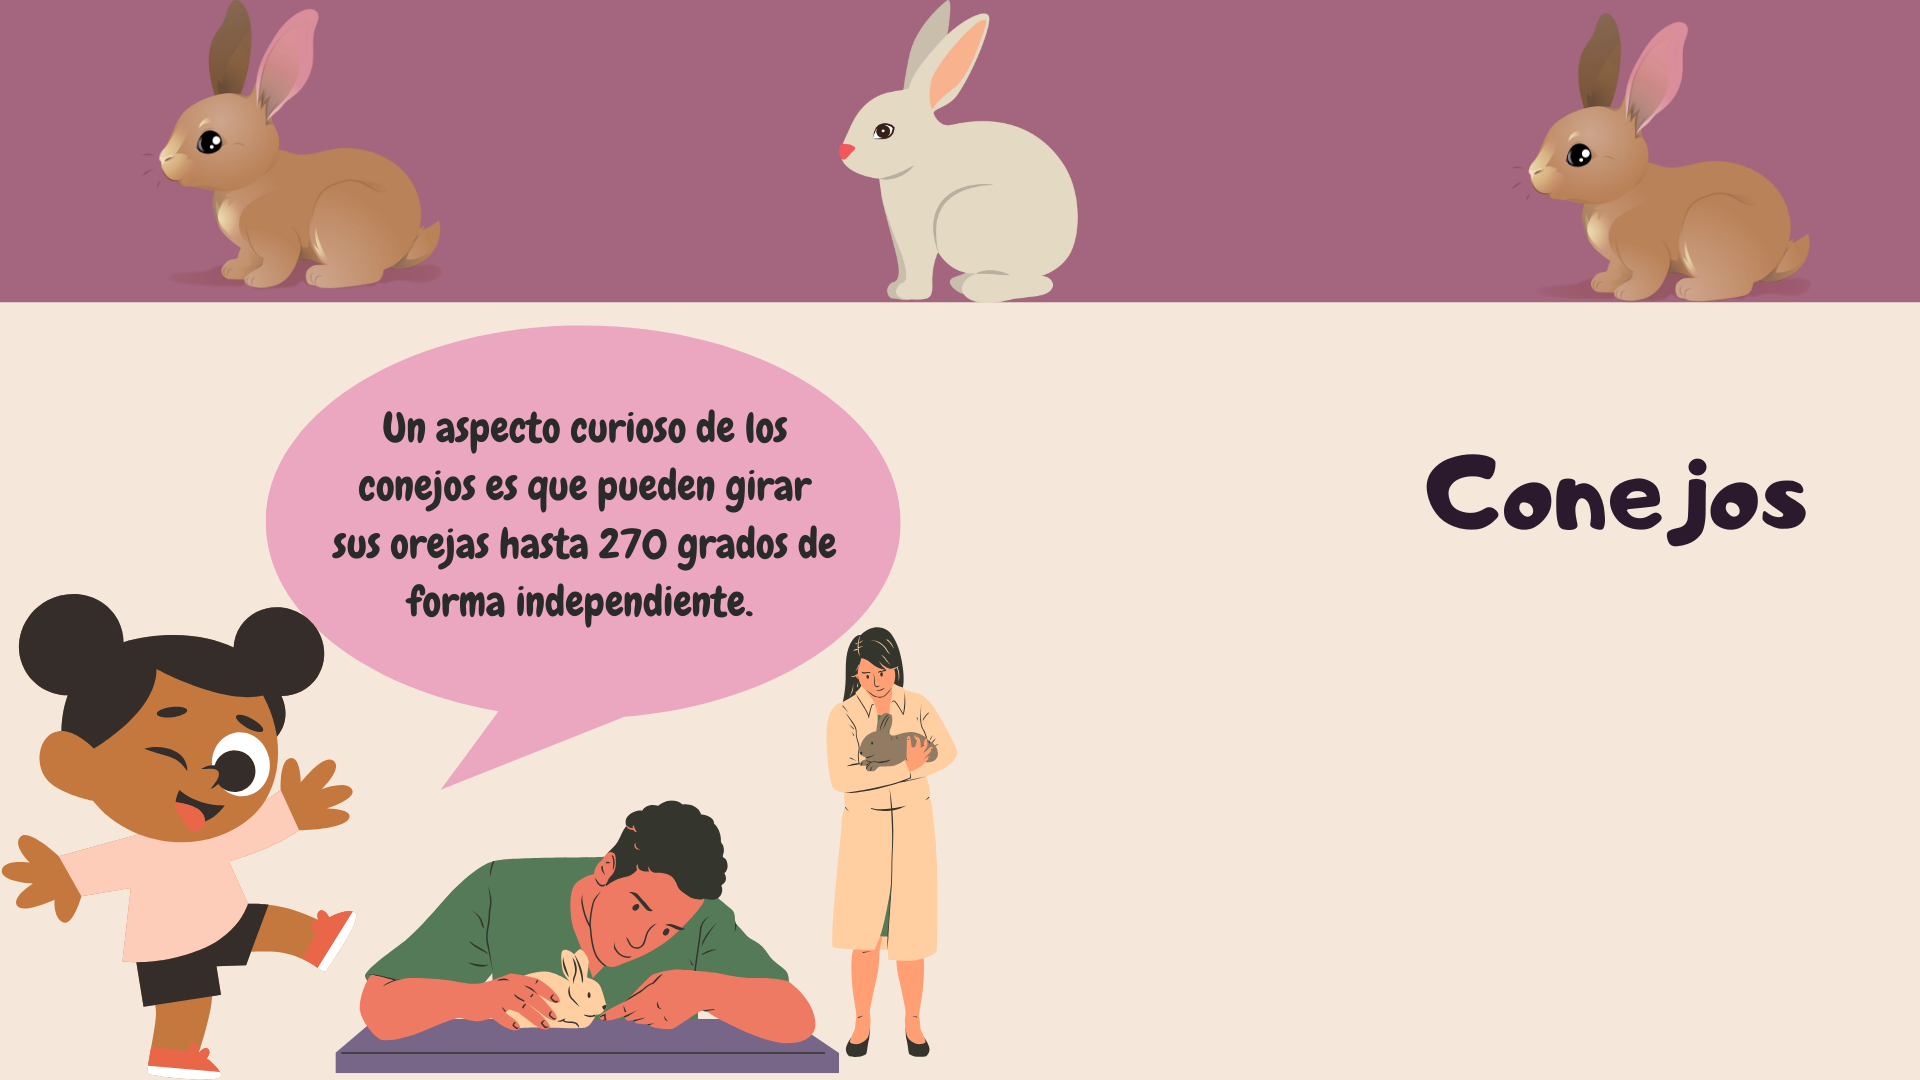 Un aspecto curioso de los
conejos es que pueden girar
sus orejas hasta 270 grados de
forma independiente.
Conejos